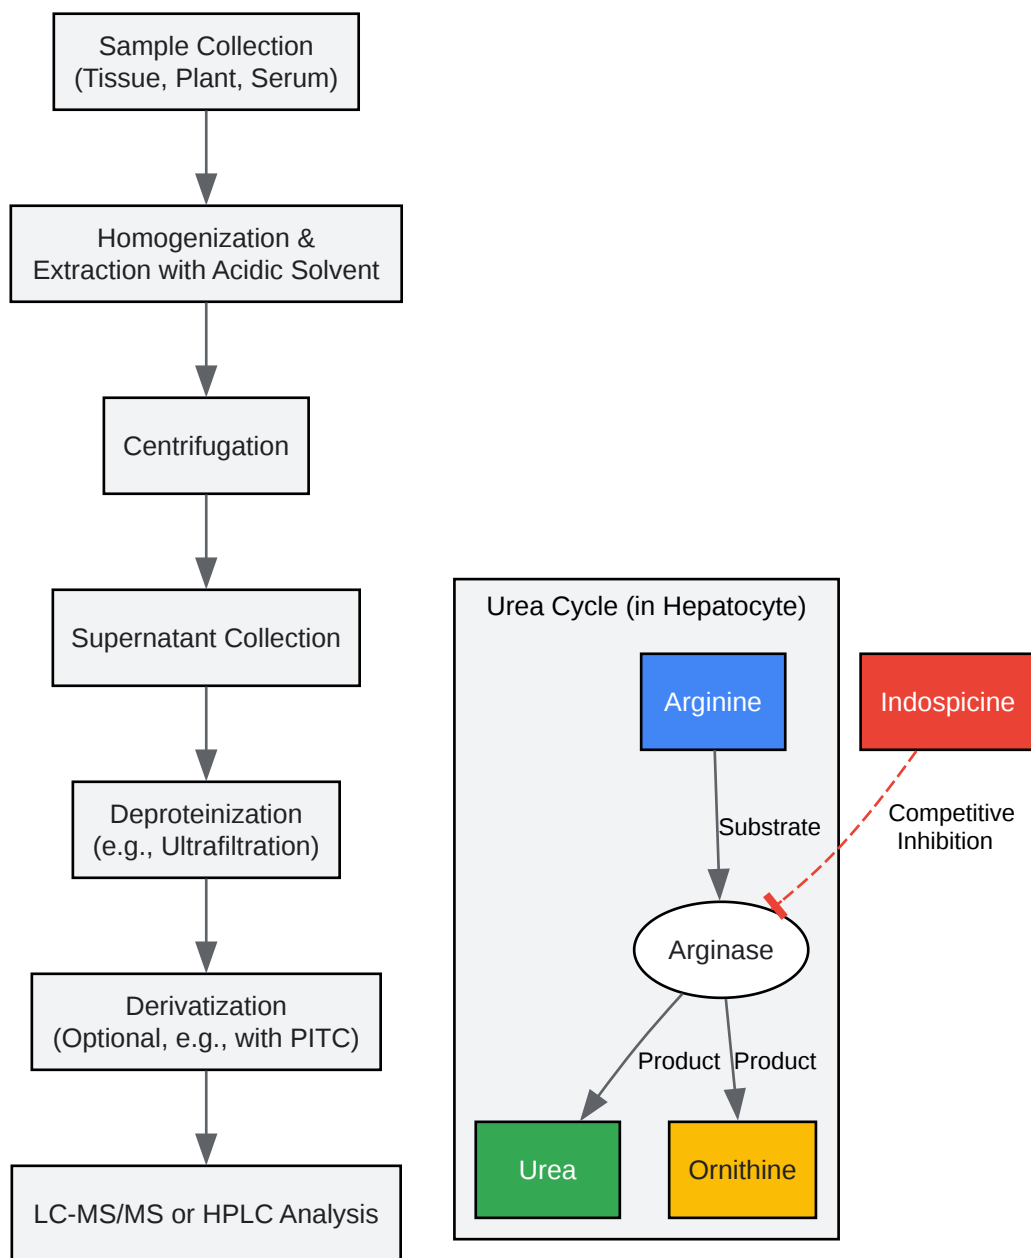 Sample Collection
(Tissue, Plant, Serum)
Homogenization &
Extraction with Acidic Solvent
Centrifugation
Supernatant Collection
Deproteinization
(e.g., Ultrafiltration)
Derivatization
(Optional, e.g., with PITC)
LC-MS/MS or HPLC Analysis
Urea Cycle (in Hepatocyte)
Arginine
Indospicine
Substrate
Competitive
Inhibition
Arginase
Product
Product
Urea
Ornithine